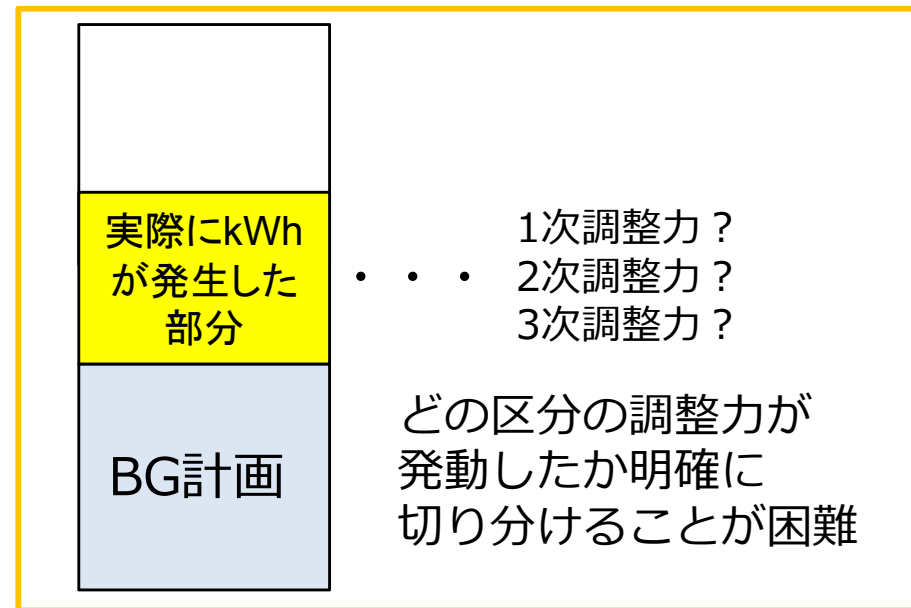 実際にkWh
が発生した
部分
・・・
1次調整力？
2次調整力？
3次調整力？
BG計画
どの区分の調整力が
発動したか明確に
切り分けることが困難